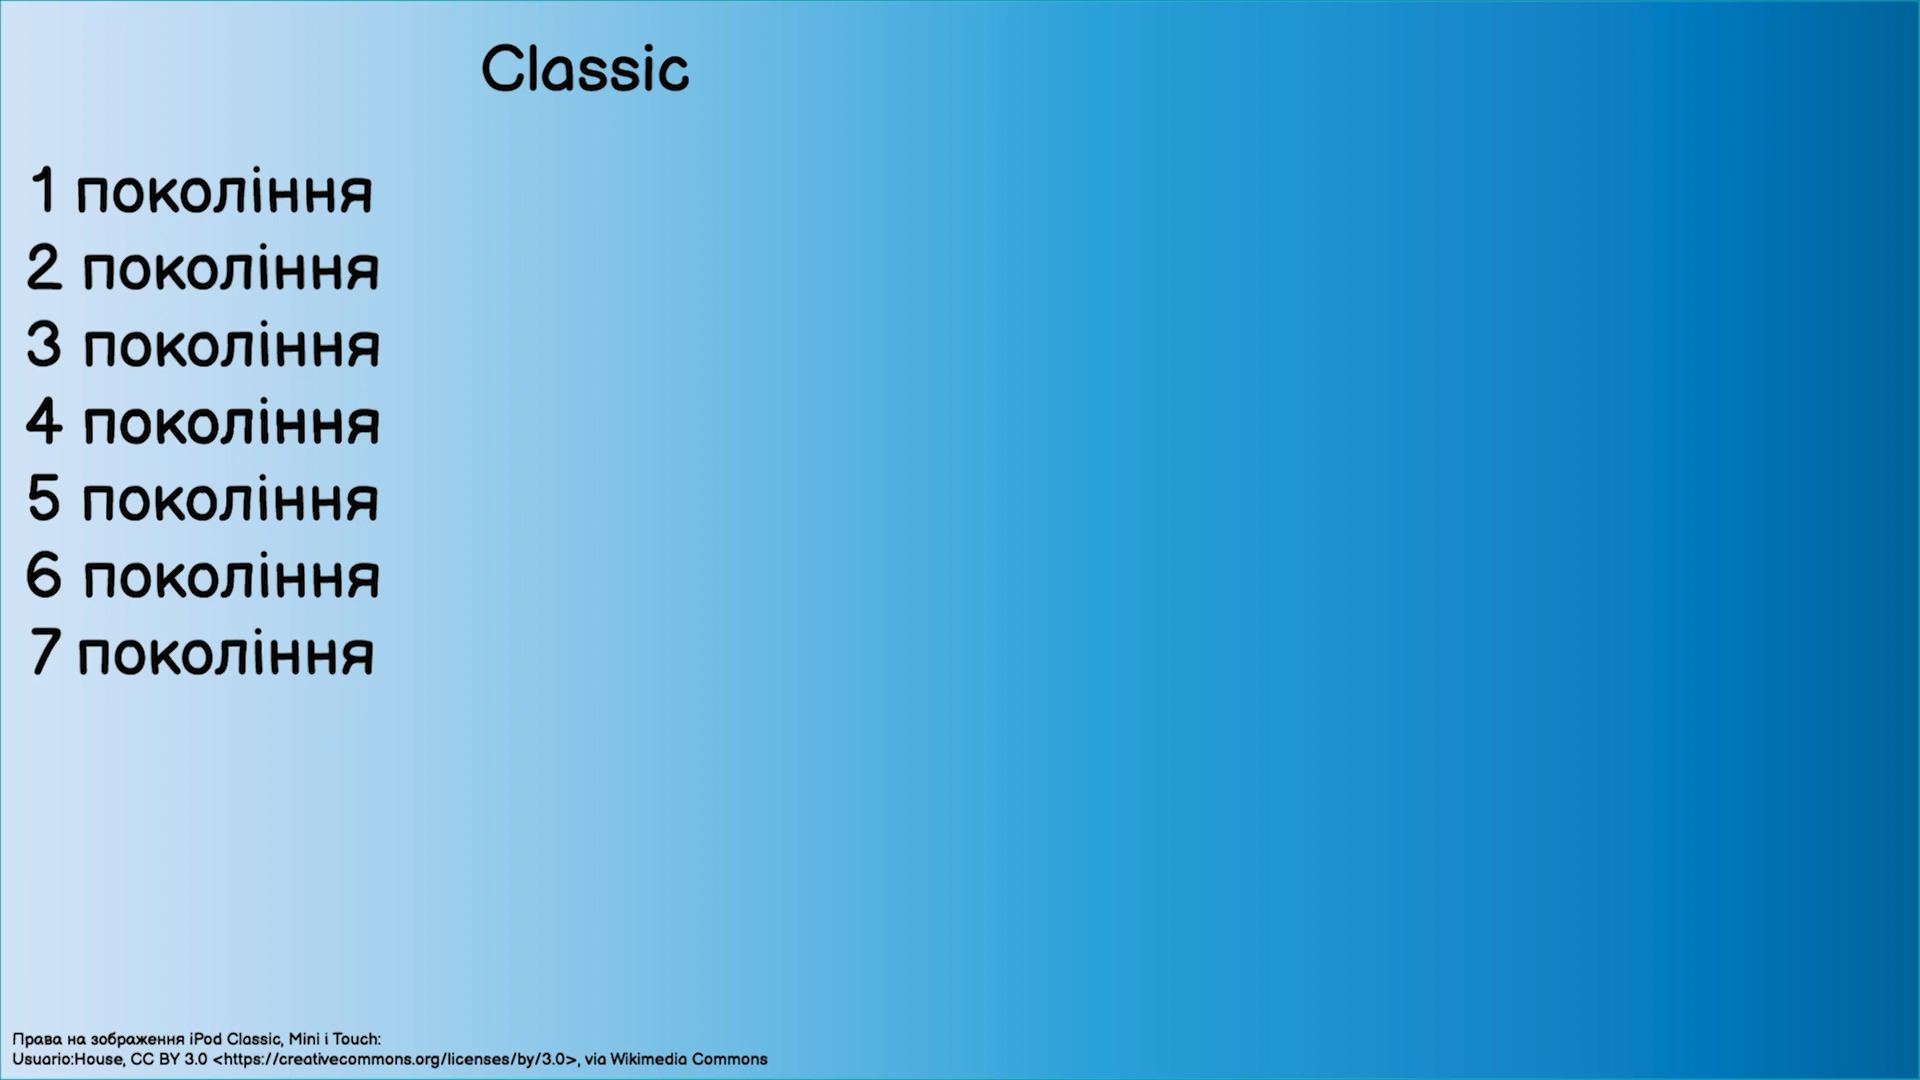 Classic
1 покоління
2 покоління
3 покоління
4 покоління
5 покоління
6 покоління
7 покоління
Права на зображення iPod Classic, Mini і Touch:
Usuario:House, CC BY 3.0 <https://creativecommons.org/licenses/by/3.0>, via Wikimedia Commons